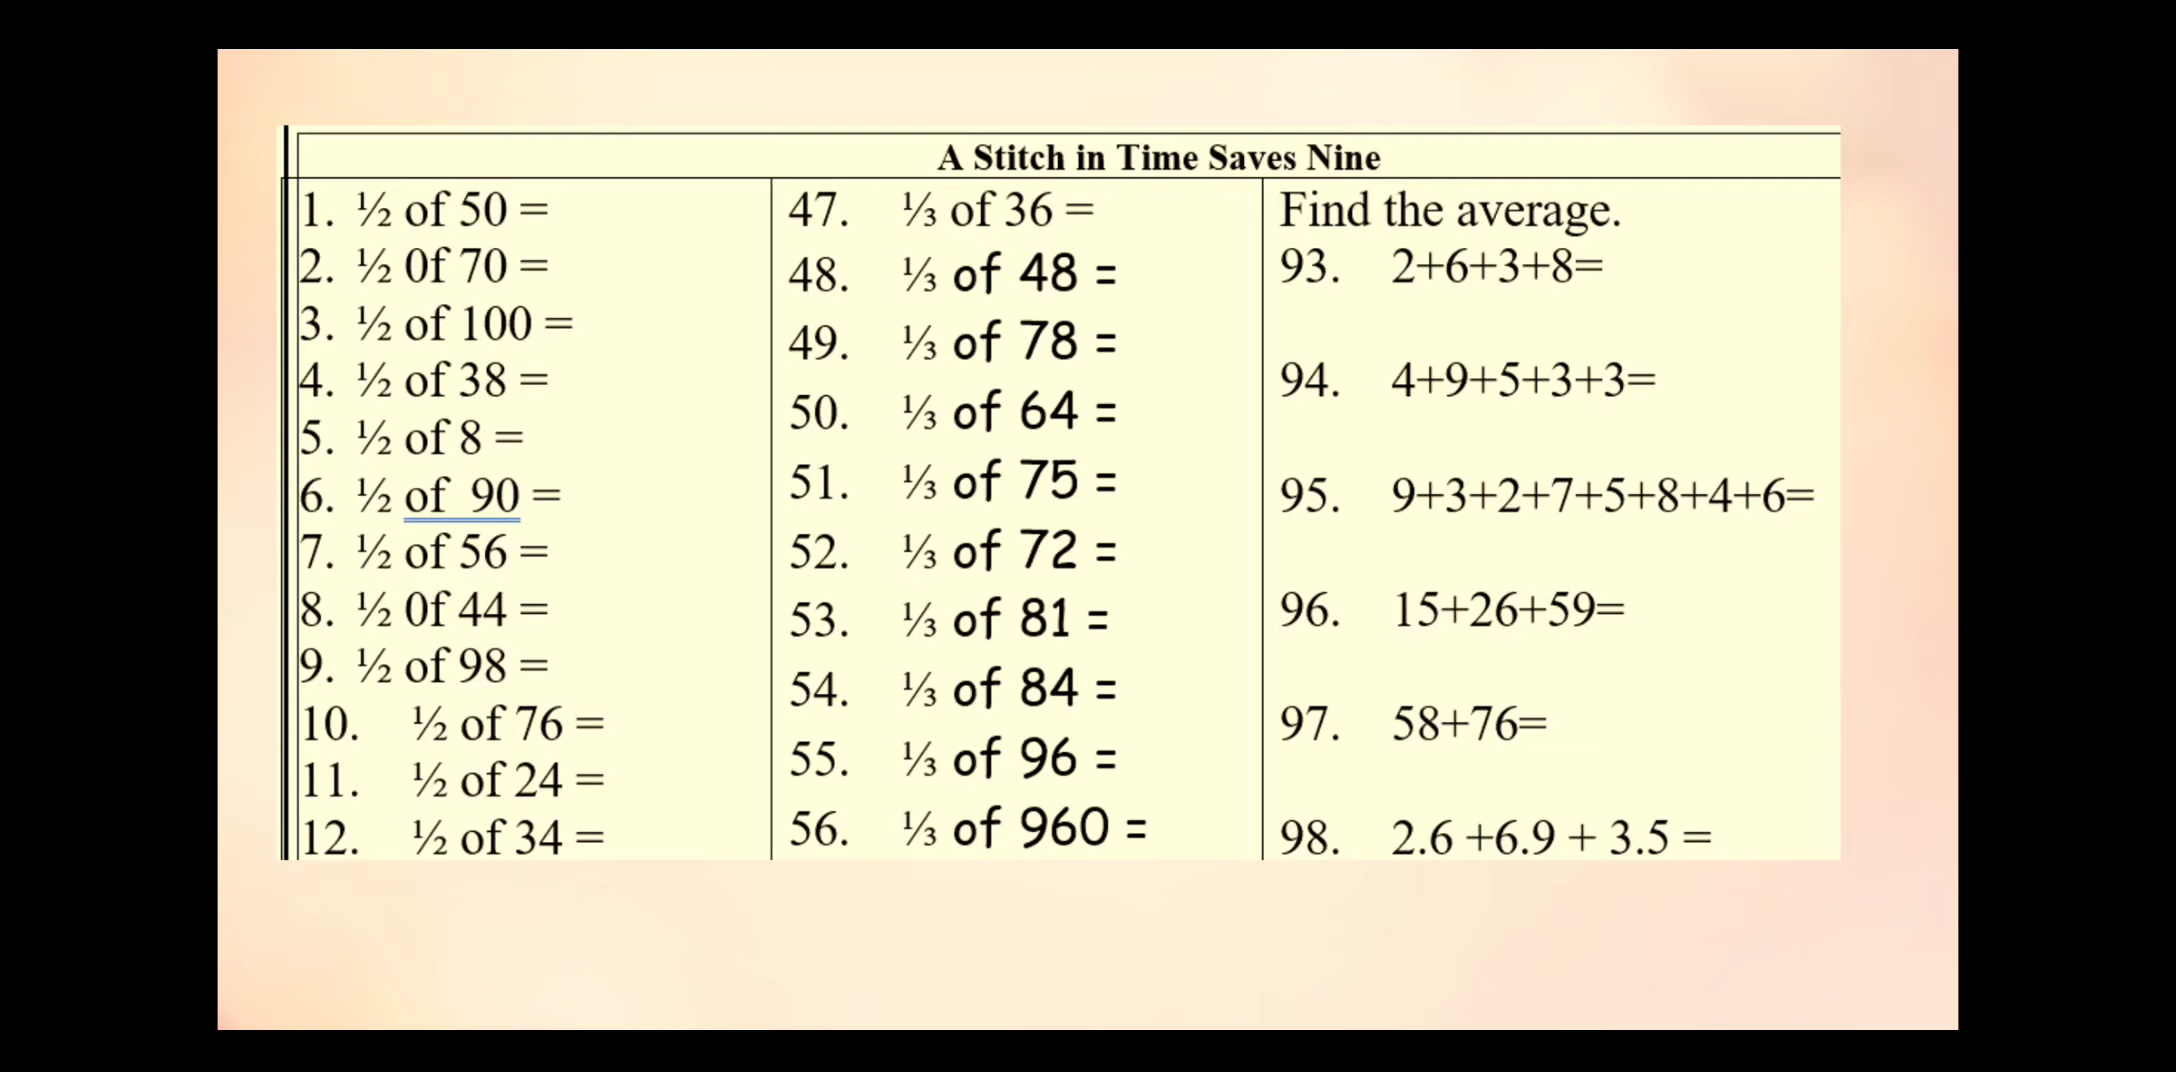 A Stitch in Time Saves Nine
1. ½ of 50 =
2. ½ 0f 70 =
3. ½ of 100 =
4. ½ of 38 =
5. ½ of 8 =
6. ½ of  90 =
7. ½ of 56 =
8. ½ 0f 44 =
9. ½ of 98 =
10. ½ of 76 =
11. ½ of 24 =
12. ½ of 34 =
47. ⅓ of 36 =
48. ⅓ of 48 =
49. ⅓ of 78 =
50. ⅓ of 64 =
51. ⅓ of 75 =
52. ⅓ of 72 =
53. ⅓ of 81 =
54. ⅓ of 84 =
55. ⅓ of 96 =
56. ⅓ of 960 =
Find the average.
93. 2+6+3+8=
94. 4+9+5+3+3=
95. 9+3+2+7+5+8+4+6=
96. 15+26+59=
97. 58+76=
98. 2.6 +6.9 + 3.5 =